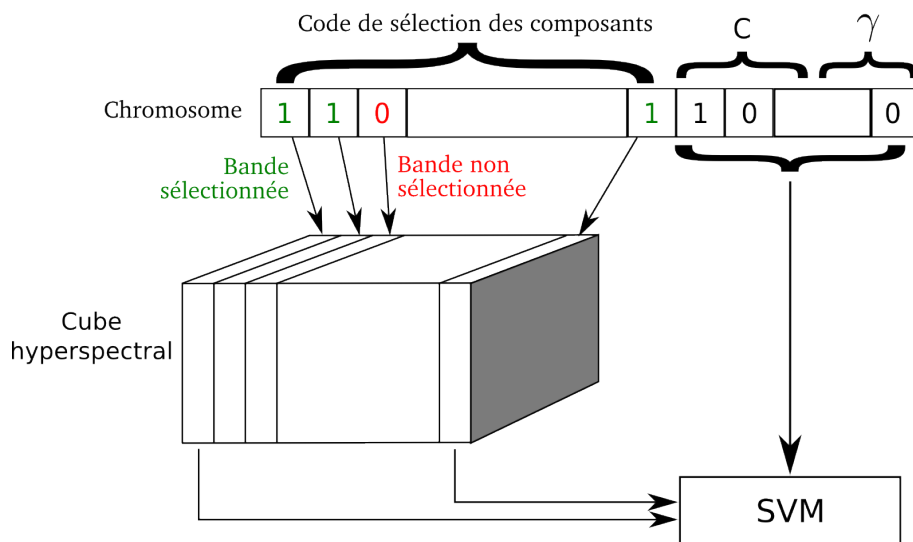 Code de sélection des composants
C
γ
Chromosome
1 1 0 1 1 0 0
Bande
sélectionnée
Bande non
sélectionnée
Cube
hyperspectral
SVM